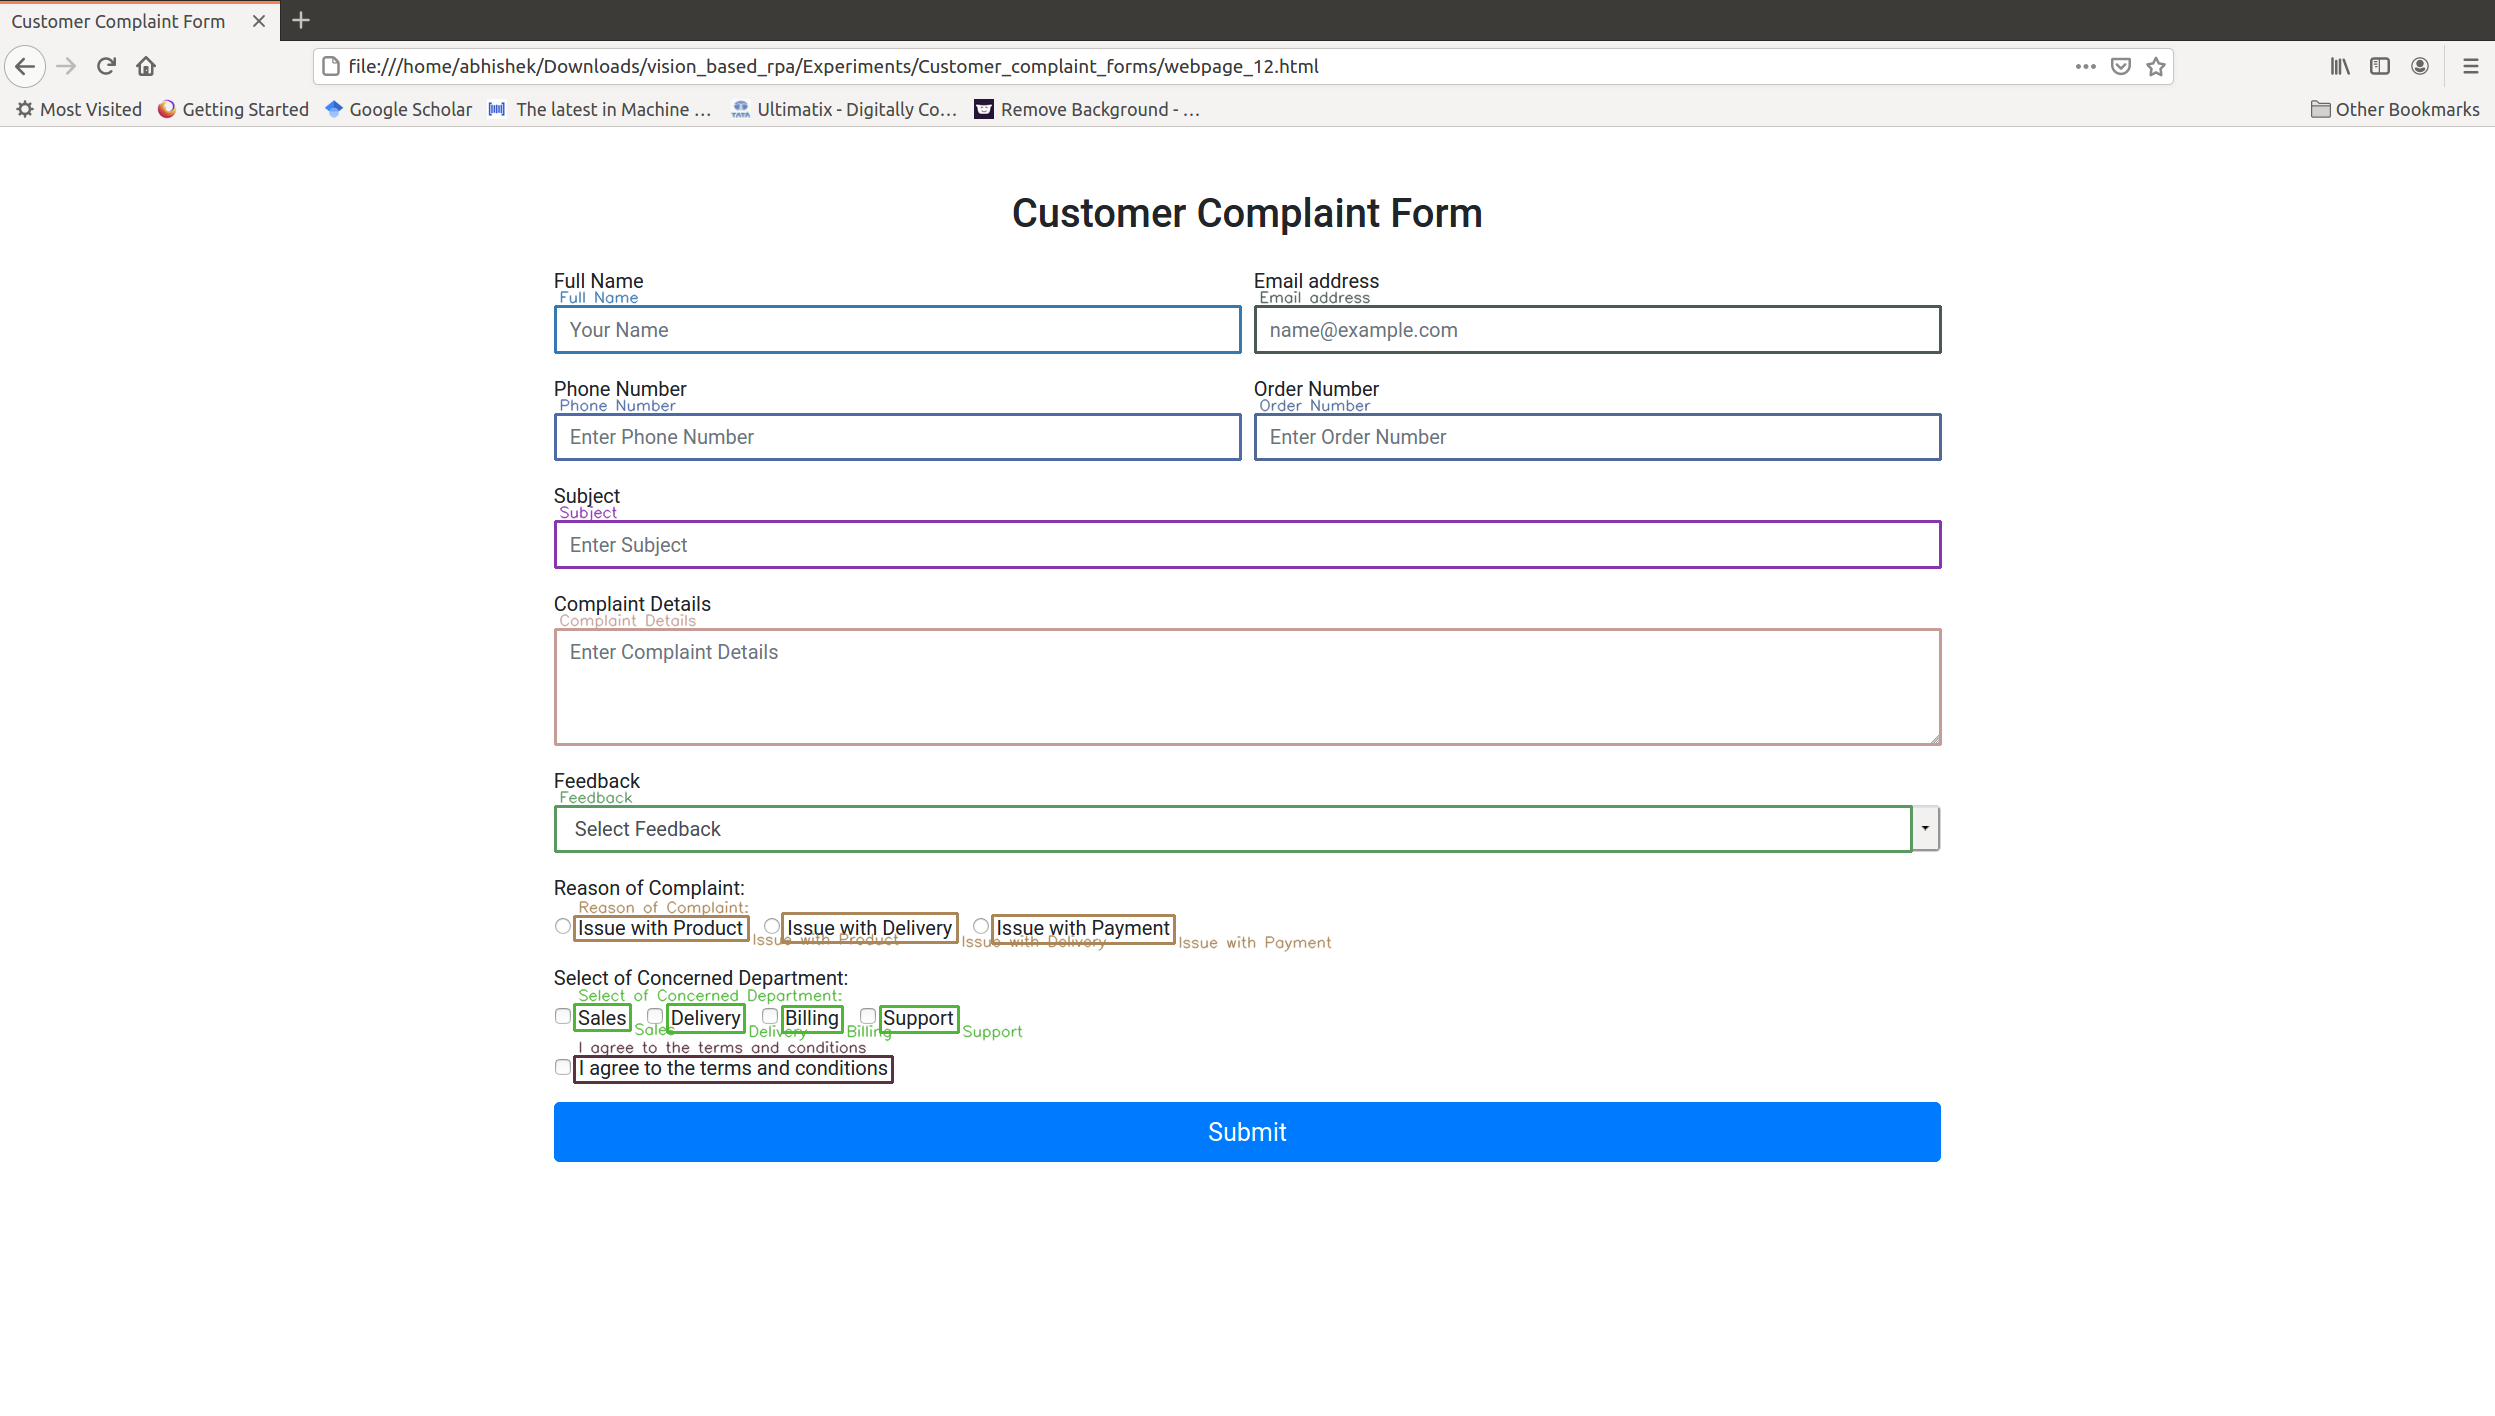 Customer Complaint Form
file:///home/abhishek/Downloads/vision_based_rpa/Experiments/Customer_complaint_forms/webpage_12.html
Most Visited Getting Started Google Scholar The latest in Machine ... Ultimatix - Digitally Co... Remove Background - ... Other Bookmarks
Customer Complaint Form
Full Name Email address
Full Name Email address
Your Name name@example.com
Phone Number Order Number
Phone Number Order Number
Enter Phone Number Enter Order Number
Subject
Subject
Enter Subject
Complaint Details
Complaint Details
Enter Complaint Details
Feedback
Feedback
Select Feedback
Reason of Complaint:
Reason of Complaint:
Issue with Product Issue with Delivery Issue with Payment
Issue with Product Issue with Delivery Issue with Payment
Select of Concerned Department:
Select of Concerned Department:
Sales Delivery Billing Support
Sales Delivery Billing Support
I agree to the terms and conditions
I agree to the terms and conditions
Submit